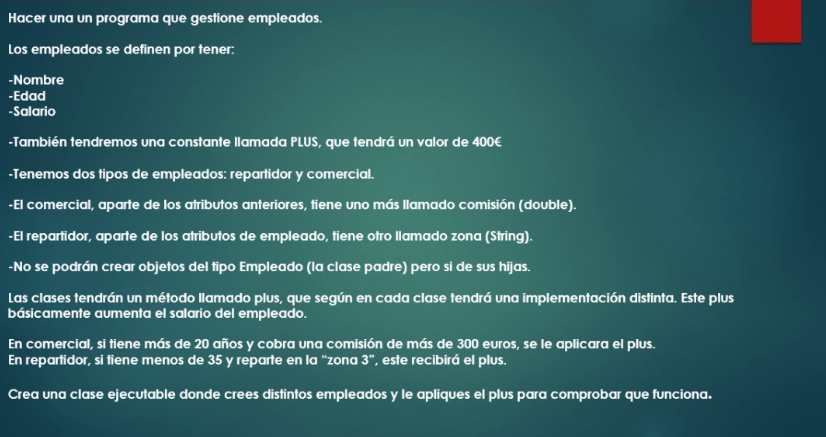 Hacer una un programa que gestione empleados.
Los empleados se definen por tener:
-Nombre
-Edad
-Salario
-También tendremos una constante llamada PLUS, que tendrá un valor de 400€
-Tenemos dos tipos de empleados: repartidor y comercial.
-El comercial, aparte de los atributos anteriores, tiene uno más llamado comisión (double).
-El repartidor, aparte de los atributos de empleado, tiene otro llamado zona (String).
-No se podrán crear objetos del tipo Empleado (la clase padre) pero si de sus hijas.
Las clases tendrán un método llamado plus, que según en cada clase tendrá una implementación distinta. Este plus
básicamente aumenta el salario del empleado.
En comercial, si tiene más de 20 años y cobra una comisión de más de 300 euros, se le aplicara el plus.
En repartidor, si tiene menos de 35 y reparte en la “zona 3”, este recibirá el plus.
Crea una clase ejecutable donde crees distintos empleados y le apliques el plus para comprobar que funciona.